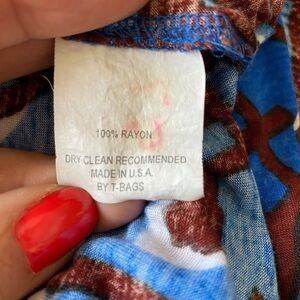 100% RAYON
DRY CLEAN RECOMMENDED
MADE IN U.S.A.
BY T-BAGS